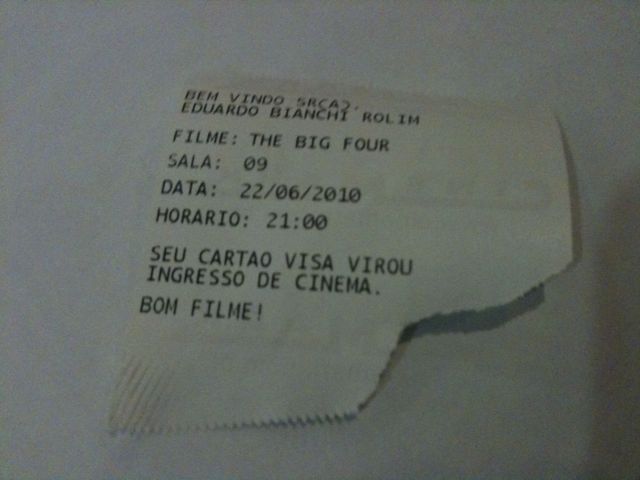 BEM VINDO SR(A),
EDUARDO BIANCHI ROLIM
FILME: THE BIG FOUR
SALA: 09
DATA: 22/06/2010
HORARIO: 21:00
SEU CARTAO VISA VIROU
INGRESSO DE CINEMA.
BOM FILME!